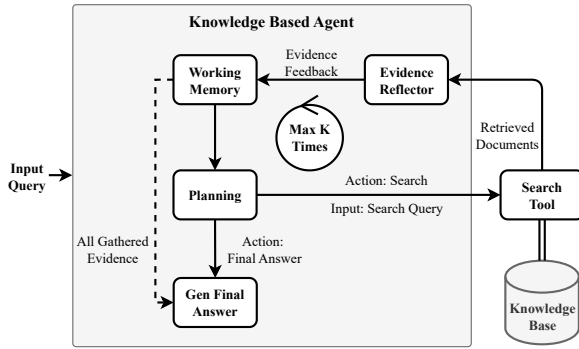 Knowledge Based Agent
Evidence
Feedback
Working
Memory
Evidence
Reflector
Max K
Times
Retrieved
Documents
Input
Query
Planning
Action: Search
Input: Search Query
Search
Tool
All Gathered
Evidence
Action:
Final Answer
Gen Final
Answer
Knowledge
Base